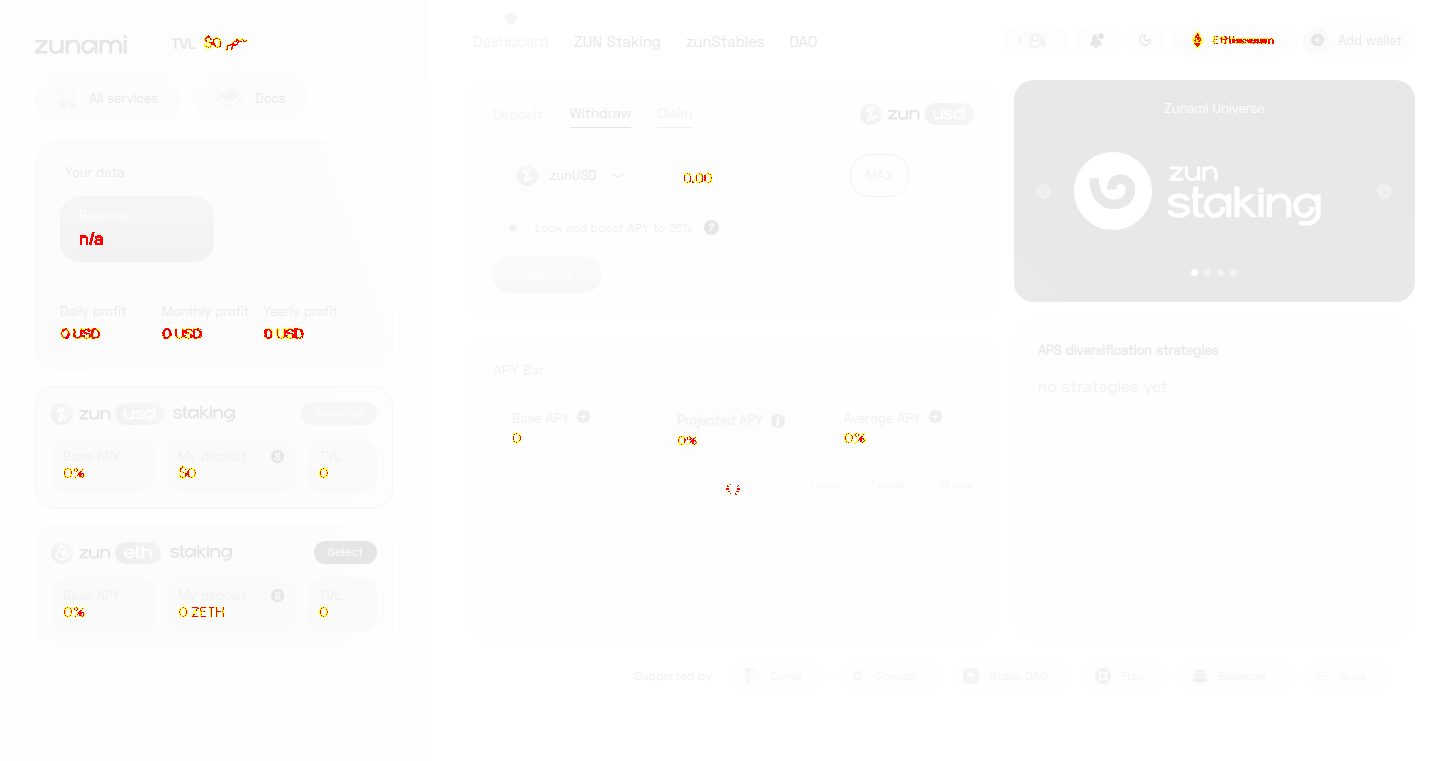 zunami
TVL $0
Dashboard ZUN Staking zunStables DAO
Add wallet
All services Docs
Your data
Balance
n/a
Daily profit Monthly profit Yearly profit
0 USD 0 USD 0 USD
zun usd staking Selected
Base APY My deposit TVL
0% $0 0
zun eth staking Select
Base APY My deposit TVL
0% 0 ZETH 0
Deposit Withdraw Claim zun usd
zunUSD 0.00 MAX
Lock and boost APY to 25% ?
Approve
APY Bar
Base APY Projected APY Average APY
0 0% 0%
1 month All time
Zunami Universe
zun
staking
APS diversification strategies
no strategies yet
Supported by Curve Convex Stake DAO Frax Balancer Aura